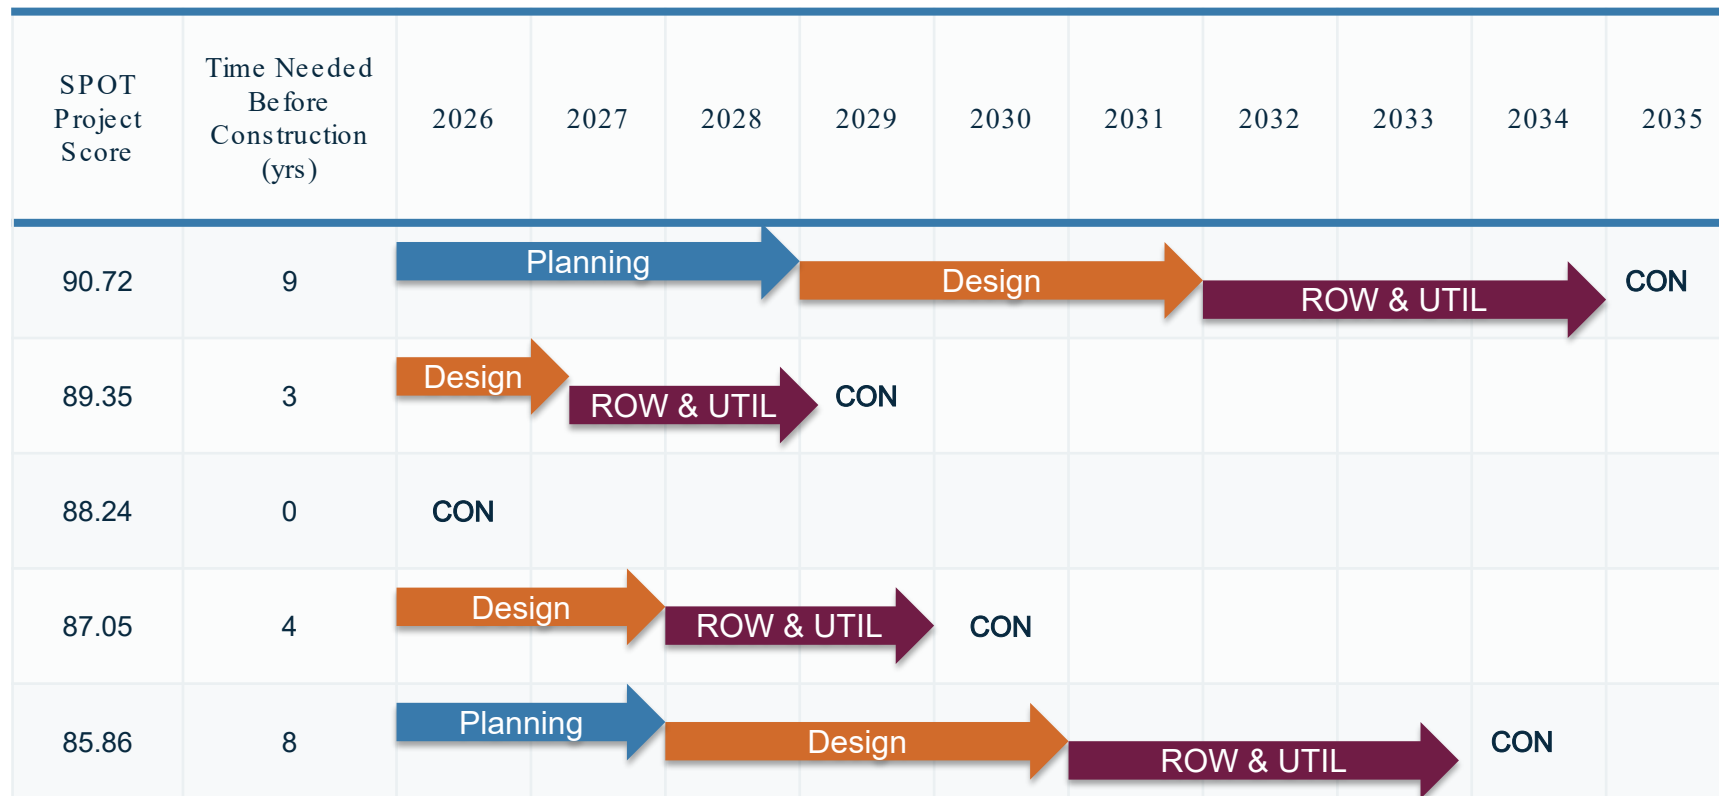 SPOT
Project
Score
Time Needed
Before
Construction
(yrs)
2026
2027
2028
2029
2030
2031
2032
2033
2034
2035
90.72
9
Planning
Design
ROW & UTIL
CON
89.35
3
Design
ROW & UTIL
CON
88.24
0
CON
87.05
4
Design
ROW & UTIL
CON
85.86
8
Planning
Design
ROW & UTIL
CON